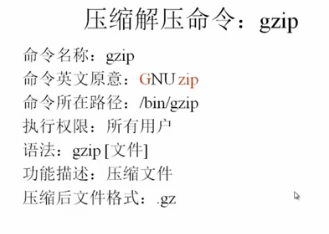 压缩解压命令：gzip
命令名称：gzip
命令英文原意：GNU zip
命令所在路径：/bin/gzip
执行权限：所有用户
语法：gzip [文件]
功能描述：压缩文件
压缩后文件格式：.gz